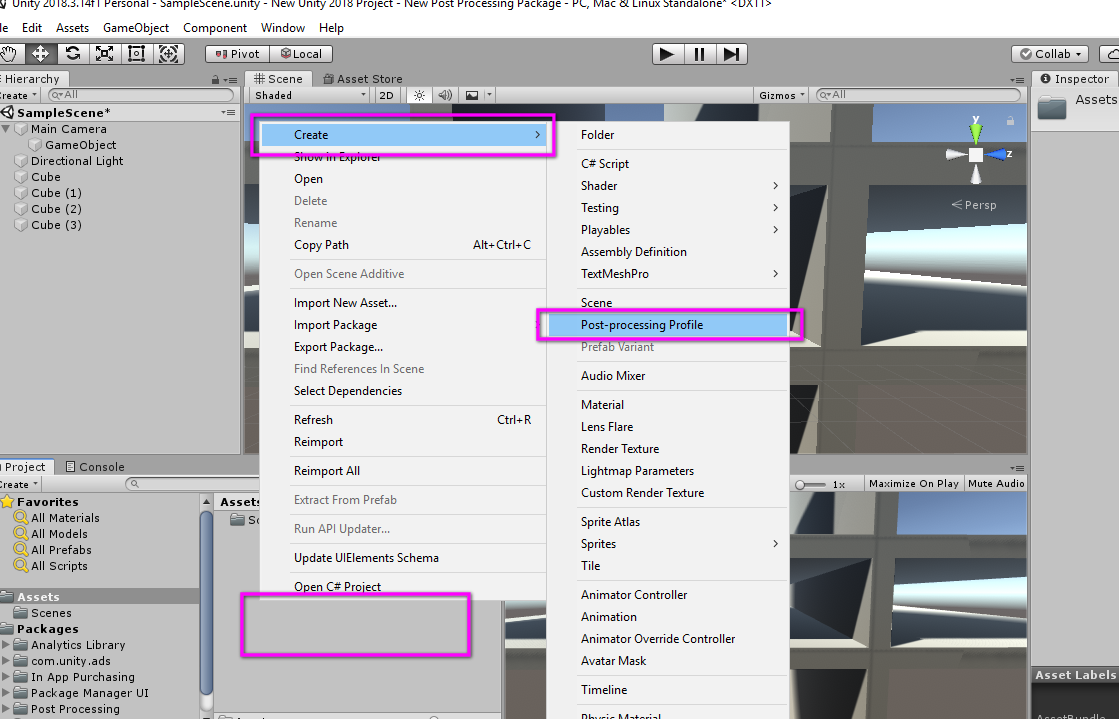 Unity 2018.3.14f1 Personal - SampleScene.unity - New Unity 2018 Project - New Post Processing Package - PC, Mac & Linux Standalone* <DX11>
Edit Assets GameObject Component Window Help
Pivot Local Collab
Hierarchy
All
SampleScene*
Main Camera
GameObject
Directional Light
Cube
Cube (1)
Cube (2)
Cube (3)
Scene Asset Store
Shaded 2D Gizmos All
y
z
Persp
Inspector
Assets
Create
Show in Explorer
Open
Delete
Rename
Copy Path Alt+Ctrl+C
Open Scene Additive
Import New Asset...
Import Package
Export Package...
Find References In Scene
Select Dependencies
Refresh Ctrl+R
Reimport
Reimport All
Extract From Prefab
Run API Updater...
Update UIElements Schema
Open C# Project
Folder
C# Script
Shader
Testing
Playables
Assembly Definition
TextMeshPro
Scene
Post-processing Profile
Prefab Variant
Audio Mixer
Material
Lens Flare
Render Texture
Lightmap Parameters
Custom Render Texture
Sprite Atlas
Sprites
Tile
Animator Controller
Animation
Animator Override Controller
Avatar Mask
Timeline
Physic Material
Project Console
Favorites
All Materials
All Models
All Prefabs
All Scripts
Assets
Scenes
Packages
Analytics Library
com.unity.ads
In App Purchasing
Package Manager UI
Post Processing
Assets
1x Maximize On Play Mute Audio
Asset Labels
AssetBundle